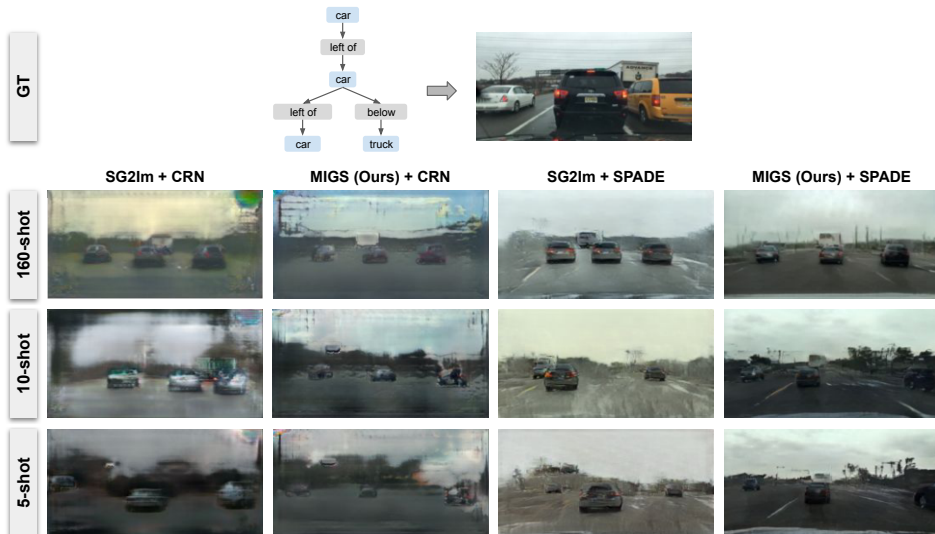 GT
car
left of
car
left of
below
car
truck
ADVANCE
SG2Im + CRN
MIGS (Ours) + CRN
SG2Im + SPADE
MIGS (Ours) + SPADE
160-shot
10-shot
5-shot